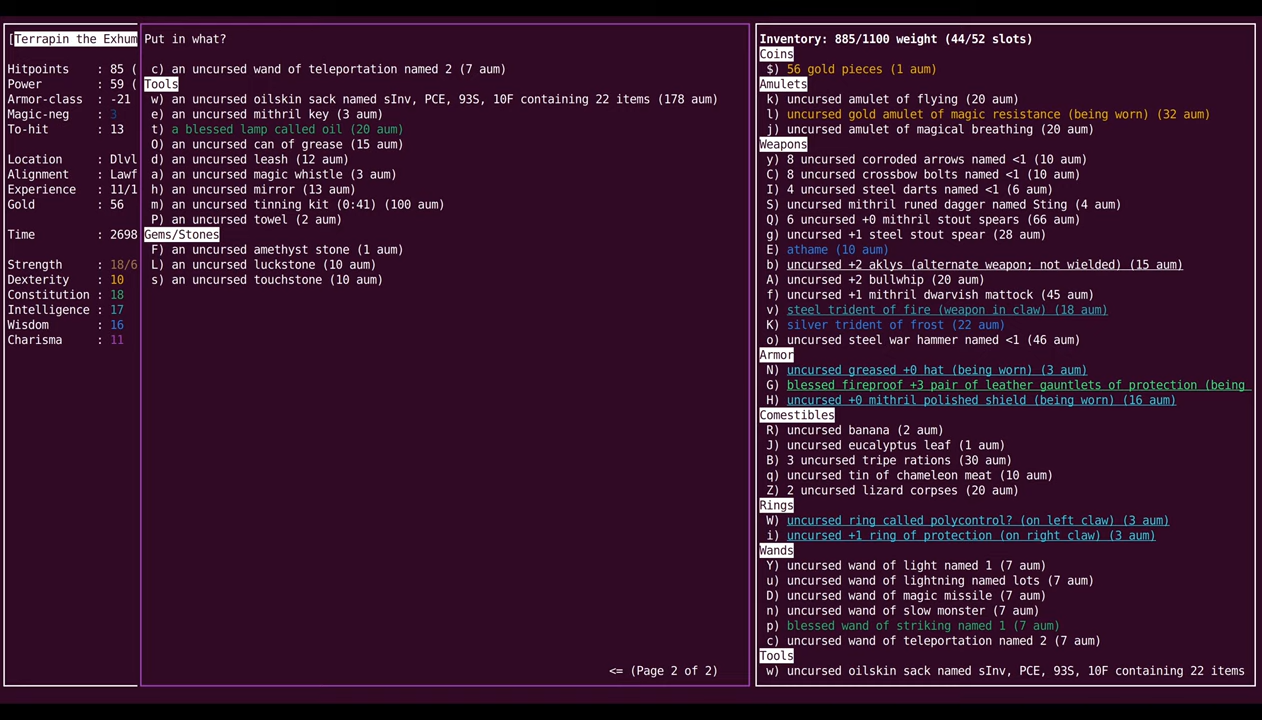 [Terrapin the Exhum
Hitpoints : 85 (
Power : 59 (
Armor-class : -21
Magic-neg : 3
To-hit : 13
Location : Dlvl
Alignment : Lawf
Experience : 11/1
Gold : 56
Time : 2698
Strength : 18/6
Dexterity : 10
Constitution : 18
Intelligence : 17
Wisdom : 16
Charisma : 11
Put in what?
c) an uncursed wand of teleportation named 2 (7 aum)
Tools
w) an uncursed oilskin sack named sInv, PCE, 93S, 10F containing 22 items (178 aum)
e) an uncursed mithril key (3 aum)
t) a blessed lamp called oil (20 aum)
O) an uncursed can of grease (15 aum)
d) an uncursed leash (12 aum)
a) an uncursed magic whistle (3 aum)
h) an uncursed mirror (13 aum)
m) an uncursed tinning kit (0:41) (100 aum)
P) an uncursed towel (2 aum)
Gems/Stones
F) an uncursed amethyst stone (1 aum)
L) an uncursed luckstone (10 aum)
s) an uncursed touchstone (10 aum)
<= (Page 2 of 2)
Inventory: 885/1100 weight (44/52 slots)
Coins
$) 56 gold pieces (1 aum)
Amulets
k) uncursed amulet of flying (20 aum)
l) uncursed gold amulet of magic resistance (being worn) (32 aum)
j) uncursed amulet of magical breathing (20 aum)
Weapons
y) 8 uncursed corroded arrows named <1 (10 aum)
C) 8 uncursed crossbow bolts named <1 (10 aum)
I) 4 uncursed steel darts named <1 (6 aum)
S) uncursed mithril runed dagger named Sting (4 aum)
Q) 6 uncursed +0 mithril stout spears (66 aum)
g) uncursed +1 steel stout spear (28 aum)
E) athame (10 aum)
b) uncursed +2 aklys (alternate weapon; not wielded) (15 aum)
A) uncursed +2 bullwhip (20 aum)
f) uncursed +1 mithril dwarvish mattock (45 aum)
v) steel trident of fire (weapon in claw) (18 aum)
K) silver trident of frost (22 aum)
o) uncursed steel war hammer named <1 (46 aum)
Armor
N) uncursed greased +0 hat (being worn) (3 aum)
G) blessed fireproof +3 pair of leather gauntlets of protection (being
H) uncursed +0 mithril polished shield (being worn) (16 aum)
Comestibles
R) uncursed banana (2 aum)
J) uncursed eucalyptus leaf (1 aum)
B) 3 uncursed tripe rations (30 aum)
q) uncursed tin of chameleon meat (10 aum)
Z) 2 uncursed lizard corpses (20 aum)
Rings
W) uncursed ring called polycontrol? (on left claw) (3 aum)
i) uncursed +1 ring of protection (on right claw) (3 aum)
Wands
Y) uncursed wand of light named 1 (7 aum)
u) uncursed wand of lightning named lots (7 aum)
D) uncursed wand of magic missile (7 aum)
n) uncursed wand of slow monster (7 aum)
p) blessed wand of striking named 1 (7 aum)
c) uncursed wand of teleportation named 2 (7 aum)
Tools
w) uncursed oilskin sack named sInv, PCE, 93S, 10F containing 22 items